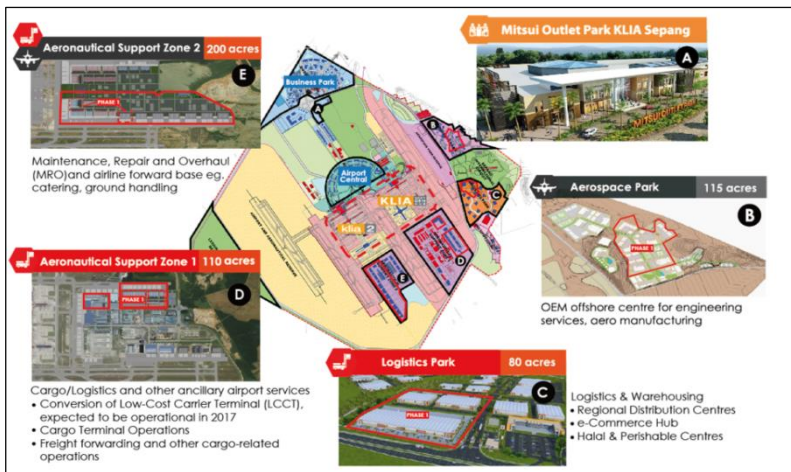 Aeronautical Support Zone 2 200 acres
E
PHASE 1
Maintenance, Repair and Overhaul
(MRO)and airline forward base eg.
catering, ground handling
Mitsui Outlet Park KLIA Sepang
A
MITSUI OUTLET PARK
Business Park
A
B
Airport
Central
C
KLIA
klia 2
D
E
Aerospace Park 115 acres
B
PHASE 1
OEM offshore centre for engineering
services, aero manufacturing
Aeronautical Support Zone 1 110 acres
D
PHASE 1
Cargo/Logistics and other ancillary airport services
• Conversion of Low-Cost Carrier Terminal (LCCT),
expected to be operational in 2017
• Cargo Terminal Operations
• Freight forwarding and other cargo-related
operations
Logistics Park 80 acres
C
PHASE 1
Logistics & Warehousing
• Regional Distribution Centres
• e-Commerce Hub
• Halal & Perishable Centres